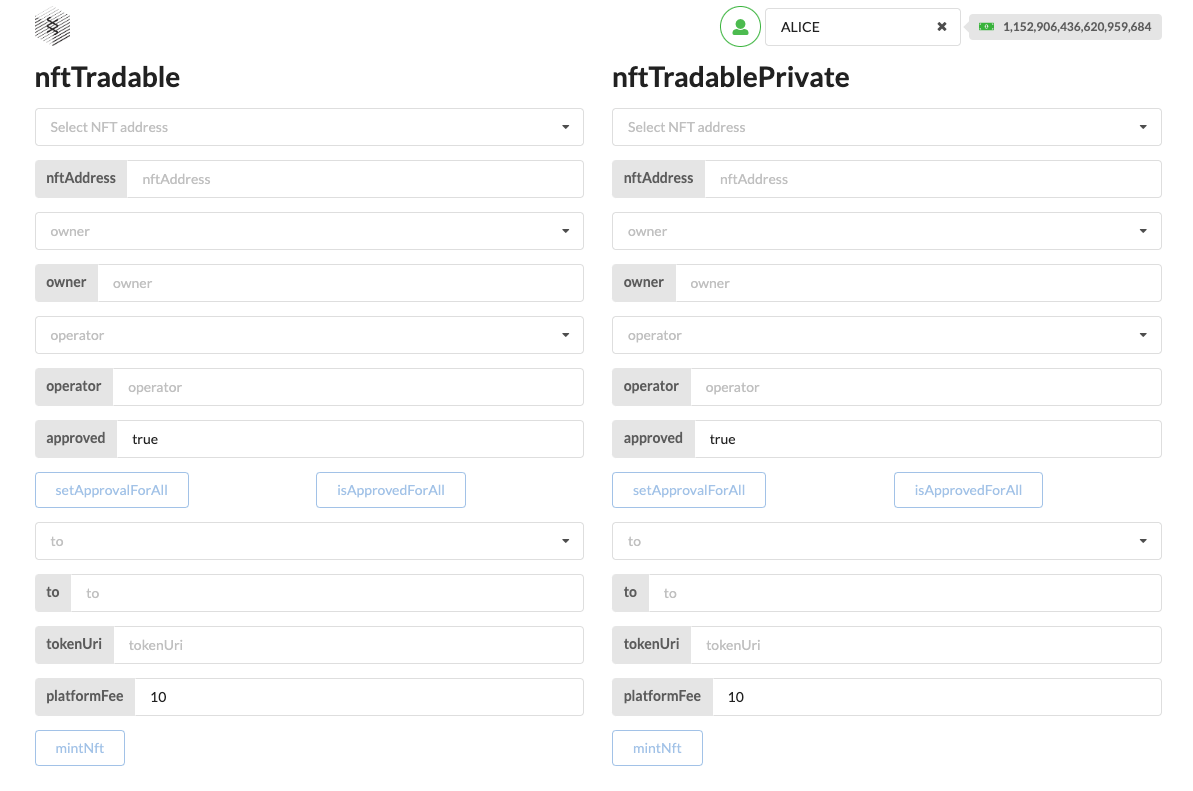 ALICE
1,152,906,436,620,959,684
nftTradable
Select NFT address
nftAddress nftAddress
owner
owner owner
operator
operator operator
approved true
setApprovalForAll isApprovedForAll
to
to to
tokenUri tokenUri
platformFee 10
mintNft
nftTradablePrivate
Select NFT address
nftAddress nftAddress
owner
owner owner
operator
operator operator
approved true
setApprovalForAll isApprovedForAll
to
to to
tokenUri tokenUri
platformFee 10
mintNft